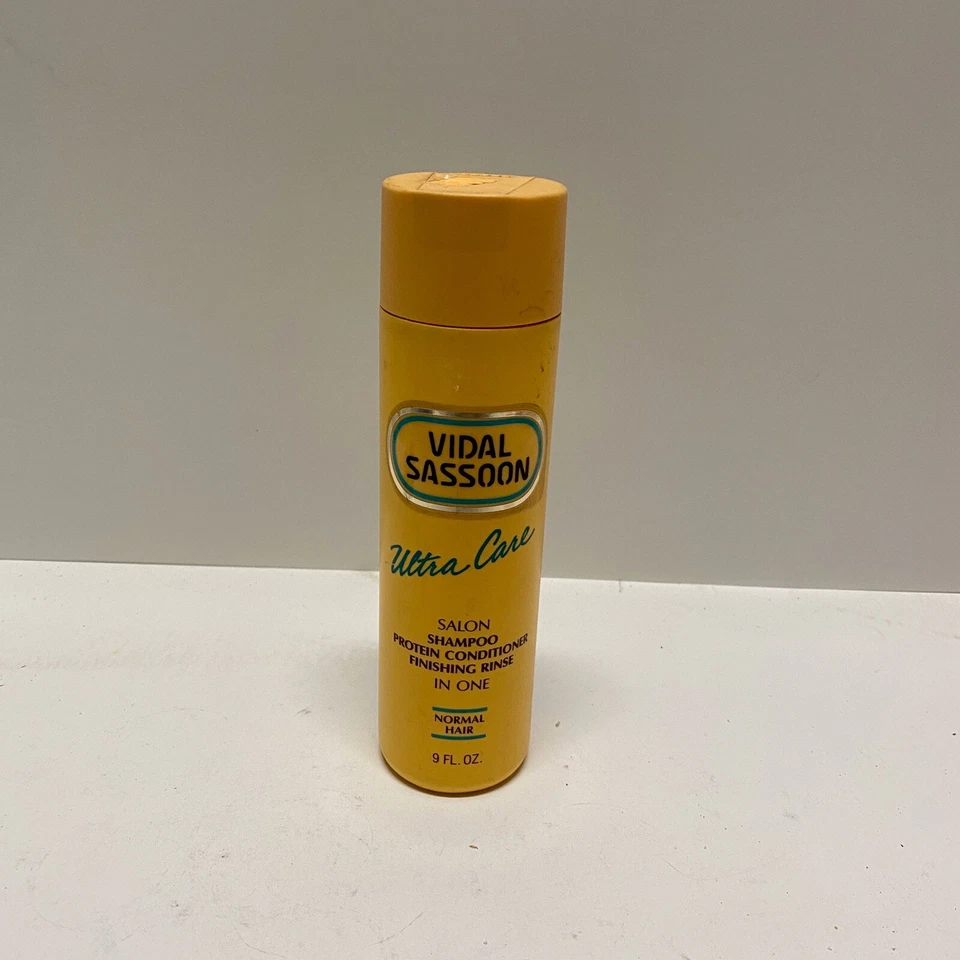 VIDAL
SASSOON
Ultra Care
SALON
SHAMPOO
PROTEIN CONDITIONER
FINISHING RINSE
IN ONE
NORMAL
HAIR
9 FL. OZ.